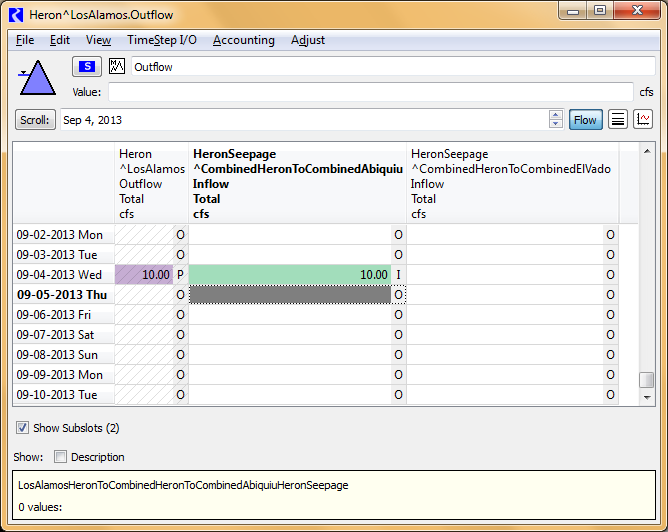 Heron^LosAlamos.Outflow
File Edit View TimeStep I/O Accounting Adjust
S Outflow
Value: cfs
Scroll: Sep 4, 2013 Flow
Heron HeronSeepage HeronSeepage
^LosAlamos ^CombinedHeronToCombinedAbiquiu ^CombinedHeronToCombinedElVado
Outflow Inflow Inflow
Total Total Total
cfs cfs cfs
09-02-2013 Mon O O O
09-03-2013 Tue O O O
09-04-2013 Wed 10.00 P 10.00 I O
09-05-2013 Thu O O O
09-06-2013 Fri O O O
09-07-2013 Sat O O O
09-08-2013 Sun O O O
09-09-2013 Mon O O O
09-10-2013 Tue O O O
Show Subslots (2)
Show: Description
LosAlamosHeronToCombinedHeronToCombinedAbiquiuHeronSeepage
0 values: